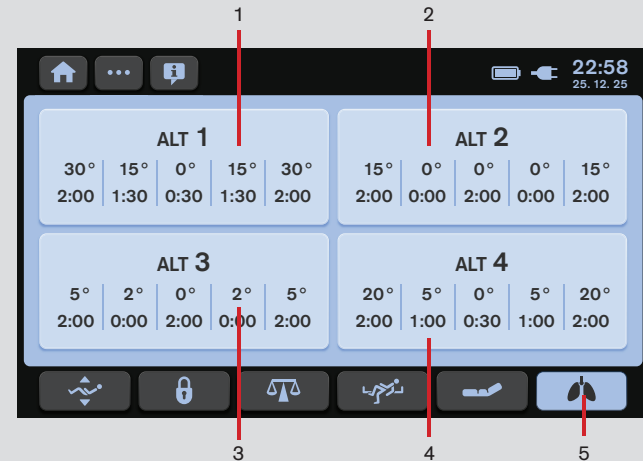 1 2
22:58
25. 12. 25
ALT 1
30° 15° 0° 15° 30°
2:00 1:30 0:30 1:30 2:00
ALT 2
15° 0° 0° 0° 15°
2:00 0:00 2:00 0:00 2:00
ALT 3
5° 2° 0° 2° 5°
2:00 0:00 2:00 0:00 2:00
ALT 4
20° 5° 0° 5° 20°
2:00 1:00 0:30 1:00 2:00
3 4 5